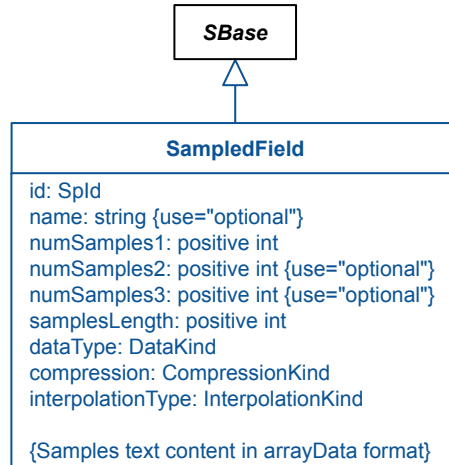 SBase
SampledField
id: SpId
name: string {use="optional"}
numSamples1: positive int
numSamples2: positive int {use="optional"}
numSamples3: positive int {use="optional"}
samplesLength: positive int
dataType: DataKind
compression: CompressionKind
interpolationType: InterpolationKind
{Samples text content in arrayData format}